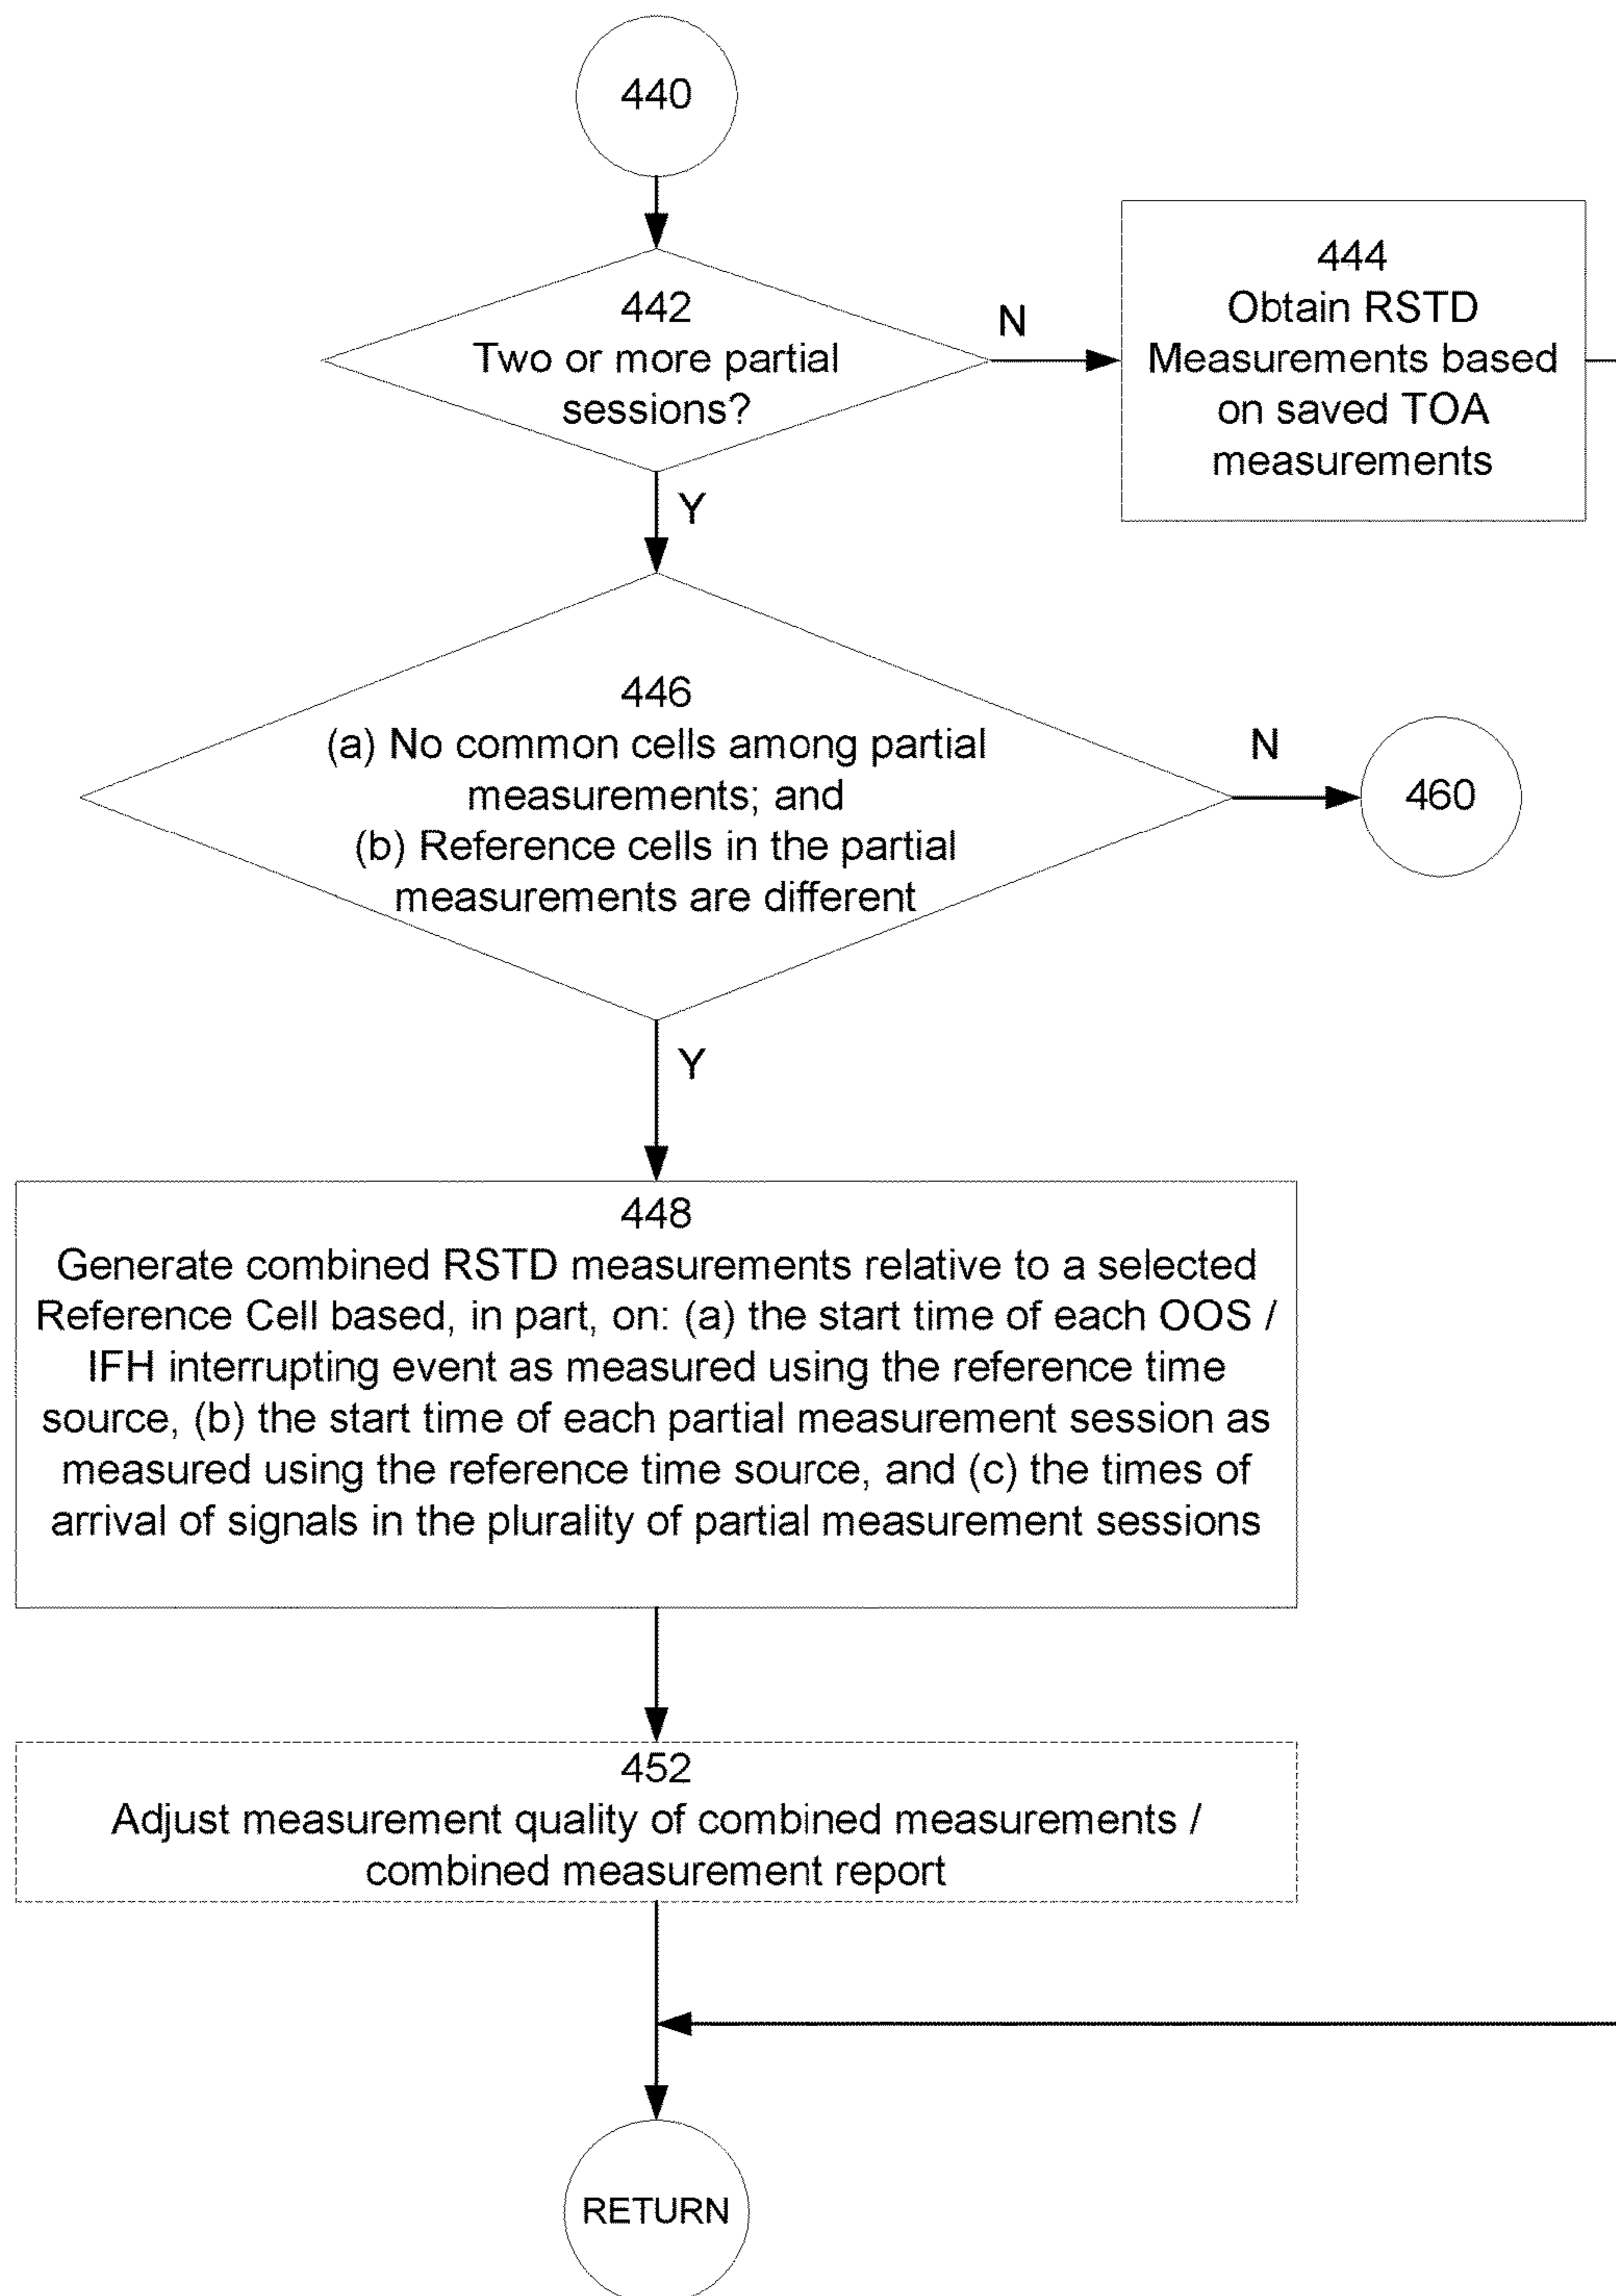 440
442
Two or more partial
sessions?
N
444
Obtain RSTD
Measurements based
on saved TOA
measurements
Y
446
(a) No common cells among partial
measurements; and
(b) Reference cells in the partial
measurements are different
N
460
Y
448
Generate combined RSTD measurements relative to a selected
Reference Cell based, in part, on: (a) the start time of each OOS /
IFH interrupting event as measured using the reference time
source, (b) the start time of each partial measurement session as
measured using the reference time source, and (c) the times of
arrival of signals in the plurality of partial measurement sessions
452
Adjust measurement quality of combined measurements /
combined measurement report
RETURN